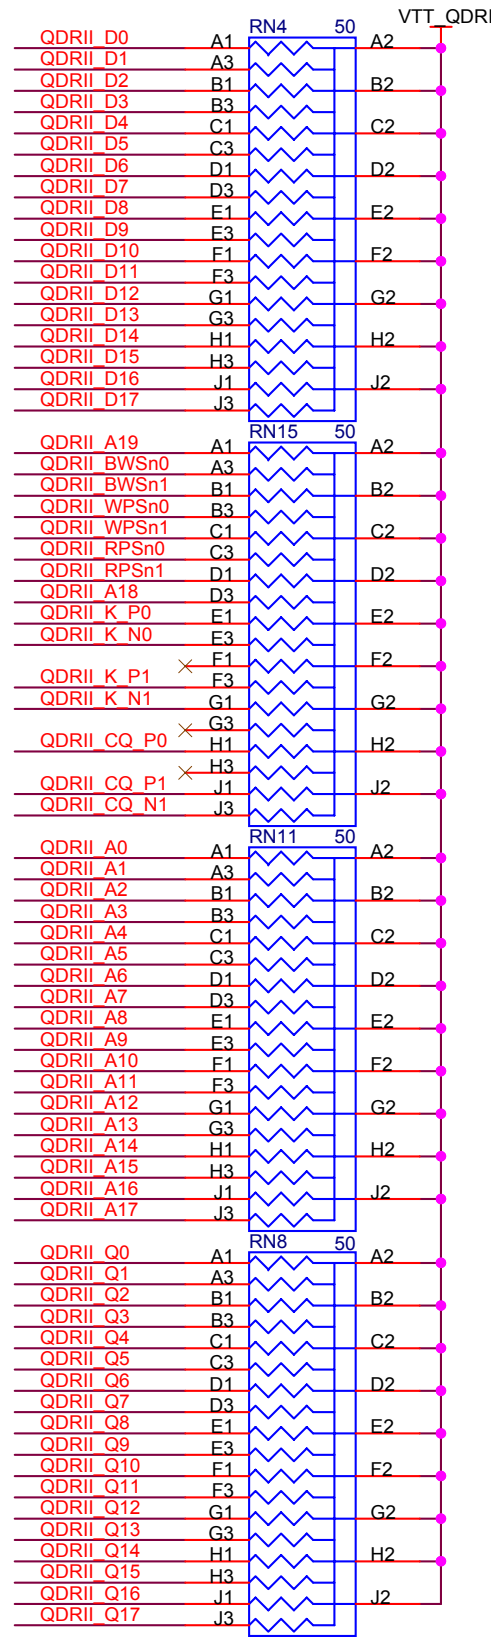 VTT_QDRI
RN4 50
QDRII_D0 A1 A2
QDRII_D1 A3
QDRII_D2 B1 B2
QDRII_D3 B3
QDRII_D4 C1 C2
QDRII_D5 C3
QDRII_D6 D1 D2
QDRII_D7 D3
QDRII_D8 E1 E2
QDRII_D9 E3
QDRII_D10 F1 F2
QDRII_D11 F3
QDRII_D12 G1 G2
QDRII_D13 G3
QDRII_D14 H1 H2
QDRII_D15 H3
QDRII_D16 J1 J2
QDRII_D17 J3
RN15 50
QDRII_A19 A1 A2
QDRII_BWSn0 A3
QDRII_BWSn1 B1 B2
QDRII_WPSn0 B3
QDRII_WPSn1 C1 C2
QDRII_RPSn0 C3
QDRII_RPSn1 D1 D2
QDRII_A18 D3
QDRII_K_P0 E1 E2
QDRII_K_N0 E3
F1 F2
QDRII_K_P1 F3
QDRII_K_N1 G1 G2
G3
QDRII_CQ_P0 H1 H2
H3
QDRII_CQ_P1 J1 J2
QDRII_CQ_N1 J3
RN11 50
QDRII_A0 A1 A2
QDRII_A1 A3
QDRII_A2 B1 B2
QDRII_A3 B3
QDRII_A4 C1 C2
QDRII_A5 C3
QDRII_A6 D1 D2
QDRII_A7 D3
QDRII_A8 E1 E2
QDRII_A9 E3
QDRII_A10 F1 F2
QDRII_A11 F3
QDRII_A12 G1 G2
QDRII_A13 G3
QDRII_A14 H1 H2
QDRII_A15 H3
QDRII_A16 J1 J2
QDRII_A17 J3
RN8 50
QDRII_Q0 A1 A2
QDRII_Q1 A3
QDRII_Q2 B1 B2
QDRII_Q3 B3
QDRII_Q4 C1 C2
QDRII_Q5 C3
QDRII_Q6 D1 D2
QDRII_Q7 D3
QDRII_Q8 E1 E2
QDRII_Q9 E3
QDRII_Q10 F1 F2
QDRII_Q11 F3
QDRII_Q12 G1 G2
QDRII_Q13 G3
QDRII_Q14 H1 H2
QDRII_Q15 H3
QDRII_Q16 J1 J2
QDRII_Q17 J3